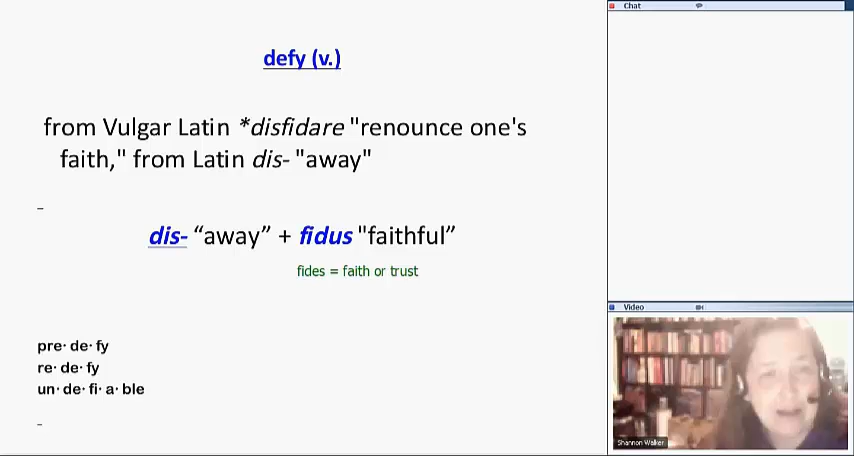 defy (v.)
from Vulgar Latin *disfidare "renounce one's
faith," from Latin dis- "away"
–
dis- “away” + fidus "faithful”
fides = faith or trust
pre· de· fy
re· de· fy
un· de· fi· a· ble
–
Chat
Video
Shannon Walker